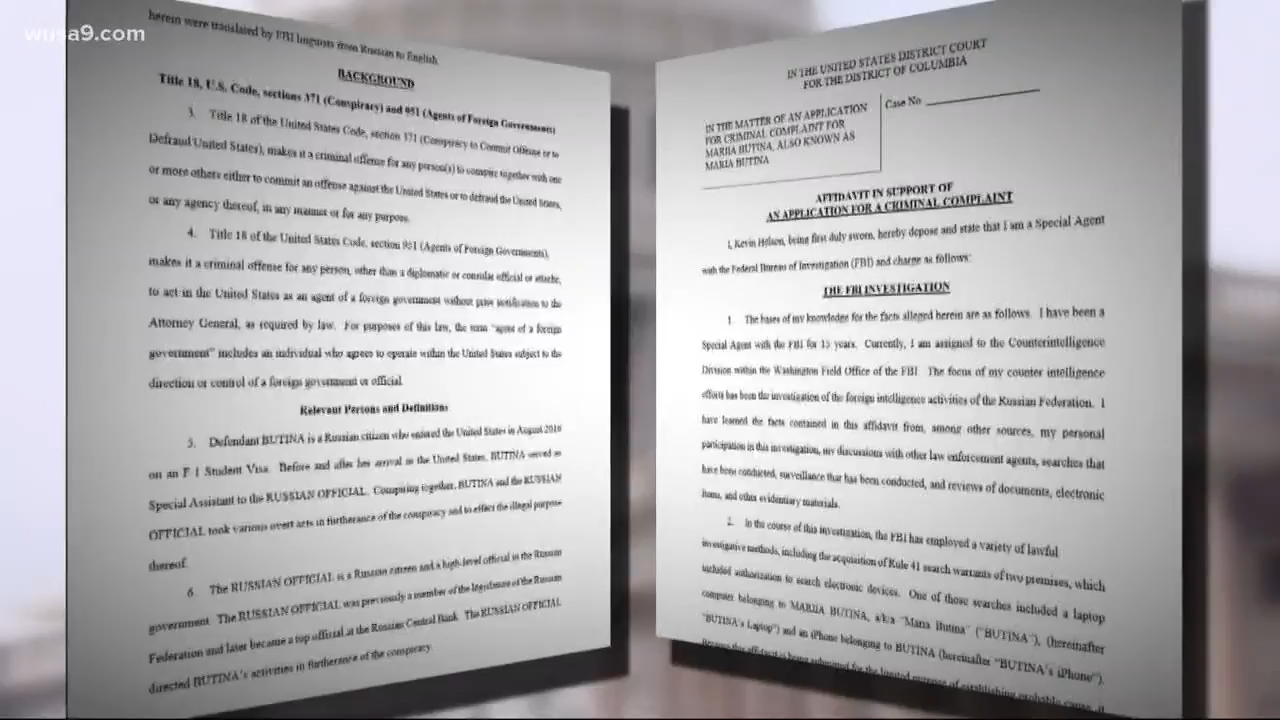 wusa9.com
herein were translated by FBI linguists from Russian to English.
BACKGROUND
Title 18, U.S. Code, sections 371 (Conspiracy) and 951 (Agents of Foreign Governments)
3. Title 18 of the United States Code, section 371 (Conspiracy to Commit Offense or to
Defraud United States), makes it a criminal offense for any person(s) to conspire together with one
or more others either to commit an offense against the United States or to defraud the United States,
or any agency thereof, in any manner or for any purpose.
4. Title 18 of the United States Code, section 951 (Agents of Foreign Governments),
makes it a criminal offense for any person, other than a diplomatic or consular official or attache,
to act in the United States as an agent of a foreign government without prior notification to the
Attorney General, as required by law. For purposes of this law, the term "agent of a foreign
government" includes an individual who agrees to operate within the United States subject to the
direction or control of a foreign government or official.
Relevant Persons and Definitions
5. Defendant BUTINA is a Russian citizen who entered the United States in August 2016
on an F 1 Student Visa. Before and after her arrival in the United States, BUTINA served as
Special Assistant to the RUSSIAN OFFICIAL. Conspiring together, BUTINA and the RUSSIAN
OFFICIAL took various overt acts in furtherance of the conspiracy and to effect the illegal purpose
thereof.
6. The RUSSIAN OFFICIAL is a Russian citizen and a high-level official in the Russian
government. The RUSSIAN OFFICIAL was previously a member of the legislature of the Russian
Federation and later became a top official at the Russian Central Bank. The RUSSIAN OFFICIAL
directed BUTINA's activities in furtherance of the conspiracy.
IN THE UNITED STATES DISTRICT COURT
FOR THE DISTRICT OF COLUMBIA
IN THE MATTER OF AN APPLICATION
FOR CRIMINAL COMPLAINT FOR
MARIIA BUTINA, ALSO KNOWN AS
MARIA BUTINA
Case No.
AFFIDAVIT IN SUPPORT OF
AN APPLICATION FOR A CRIMINAL COMPLAINT
I, Kevin Helson, being first duly sworn, hereby depose and state that I am a Special Agent
with the Federal Bureau of Investigation (FBI) and charge as follows:
THE FBI INVESTIGATION
1. The bases of my knowledge for the facts alleged herein are as follows. I have been a
Special Agent with the FBI for 15 years. Currently, I am assigned to the Counterintelligence
Division within the Washington Field Office of the FBI. The focus of my counter intelligence
efforts has been the investigation of the foreign intelligence activities of the Russian Federation. I
have learned the facts contained in this affidavit from, among other sources, my personal
participation in this investigation, my discussions with other law enforcement agents, searches that
have been conducted, surveillance that has been conducted, and reviews of documents, electronic
items, and other evidentiary materials.
2. In the course of this investigation, the FBI has employed a variety of lawful
investigative methods, including the acquisition of Rule 41 search warrants of two premises, which
included authorization to search electronic devices. One of those searches included a laptop
computer belonging to MARIIA BUTINA, a/k/a "Maria Butina" ("BUTINA"), (hereinafter
"BUTINA's Laptop") and an iPhone belonging to BUTINA (hereinafter "BUTINA's iPhone").
Because this affidavit is being submitted for the limited purpose of establishing probable cause, it